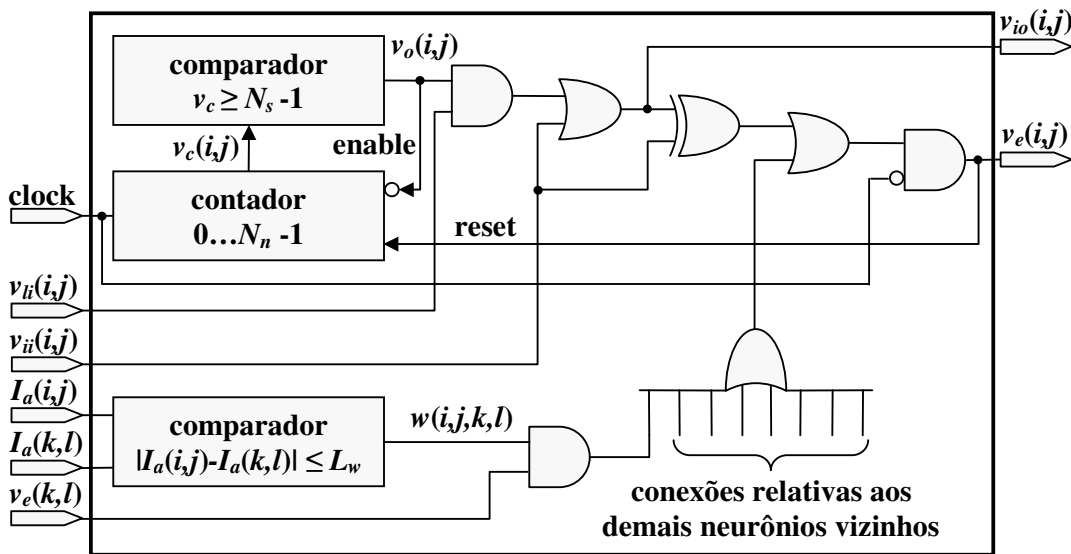 v_io(i,j)
v_o(i,j)
comparador
v_c ≥ N_s -1
v_c(i,j)
enable
v_e(i,j)
clock
contador
0…N_n -1
reset
v_li(i,j)
v_ii(i,j)
I_a(i,j)
I_a(k,l)
v_e(k,l)
comparador
|I_a(i,j)-I_a(k,l)| ≤ L_w
w(i,j,k,l)
conexões relativas aos
demais neurônios vizinhos